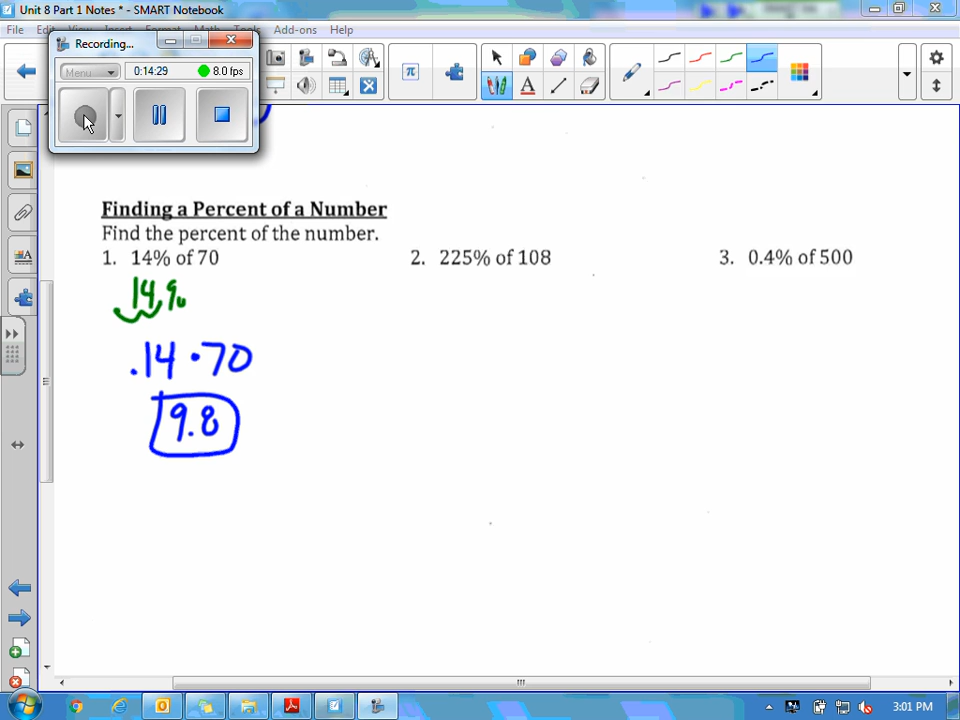 Unit 8 Part 1 Notes * - SMART Notebook
File Edit View Insert Format Math Tools Add-ons Help
Recording...
Menu 0:14:29 8.0 fps
π
A
Finding a Percent of a Number
Find the percent of the number.
1. 14% of 70
2. 225% of 108
3. 0.4% of 500
14.%
.14 • 70
9.8
3:01 PM